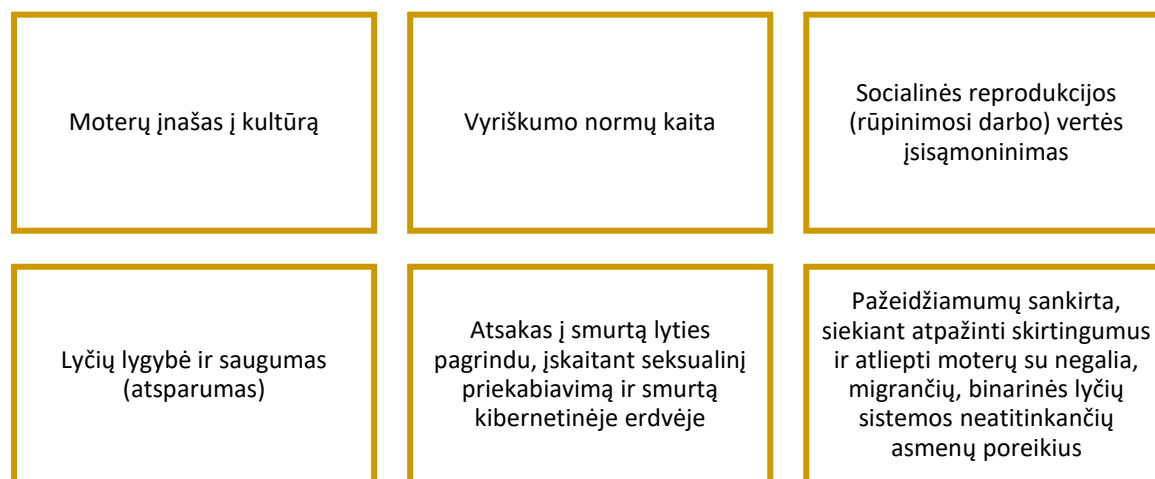 Moterų įnašas į kultūrą
Vyriškumo normų kaita
Socialinės reprodukcijos
(rūpinimosi darbo) vertės
įsisąmoninimas
Lyčių lygybė ir saugumas
(atsparumas)
Atsakas į smurtą lyties
pagrindu, įskaitant seksualinį
priekabiavimą ir smurtą
kibernetinėje erdvėje
Pažeidžiamumų sankirta,
siekiant atpažinti skirtingumus
ir atliepti moterų su negalia,
migrančių, binarinės lyčių
sistemos neatitinkančių
asmenų poreikius